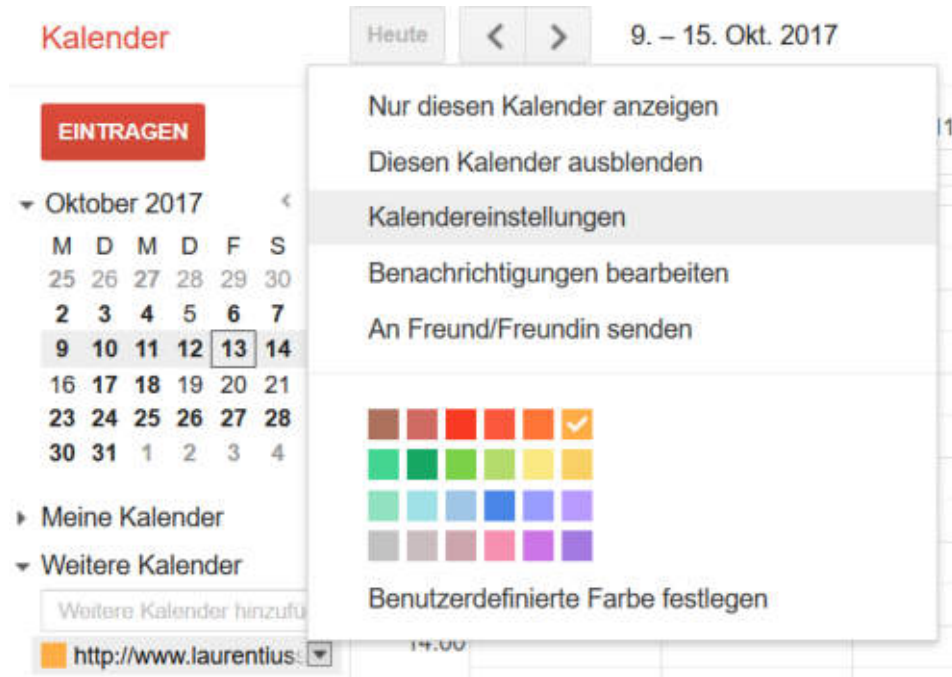 Kalender
Heute
9. – 15. Okt. 2017
Nur diesen Kalender anzeigen
EINTRAGEN
Diesen Kalender ausblenden
Oktober 2017
Kalendereinstellungen
M D M D F S
25 26 27 28 29 30
Benachrichtigungen bearbeiten
2 3 4 5 6 7
An Freund/Freundin senden
9 10 11 12 13 14
16 17 18 19 20 21
23 24 25 26 27 28
30 31 1 2 3 4
Meine Kalender
Weitere Kalender
Weitere Kalender hinzufü
Benutzerdefinierte Farbe festlegen
http://www.laurentius
14:00